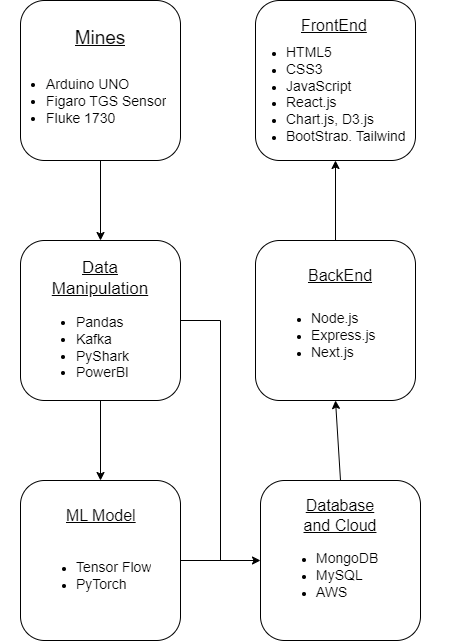 Mines
Arduino UNO
Figaro TGS Sensor
Fluke 1730
Data
Manipulation
Pandas
Kafka
PyShark
PowerBI
ML Model
Tensor Flow
PyTorch
Database
and Cloud
MongoDB
MySQL
AWS
BackEnd
Node.js
Express.js
Next.js
FrontEnd
HTML5
CSS3
JavaScript
React.js
Chart.js, D3.js
BootStrap, Tailwind